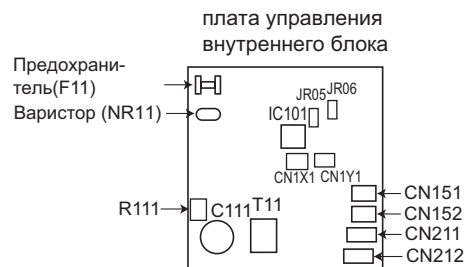 плата управления
внутреннего блока
Предохрани-
тель(F11)
Варистор (NR11)
JR05
JR06
IC101
CN1X1
CN1Y1
R111
C111
T11
CN151
CN152
CN211
CN212